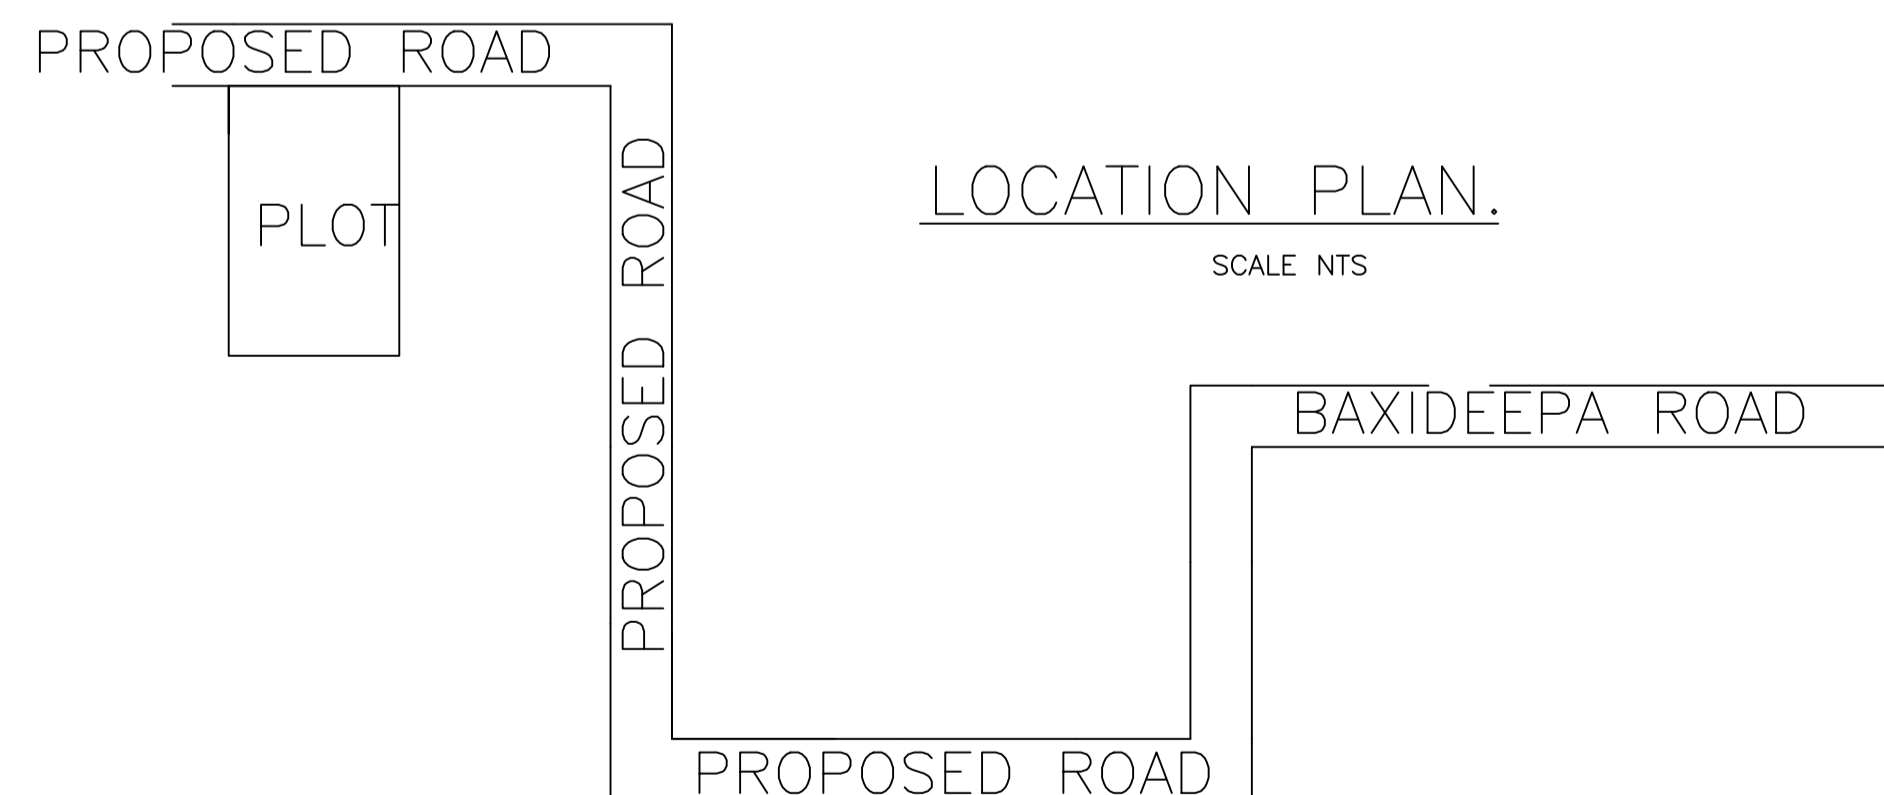 PROPOSED ROAD
PLOT
PROPOSED ROAD
LOCATION PLAN.
SCALE NTS
BAXIDEEPA ROAD
PROPOSED ROAD